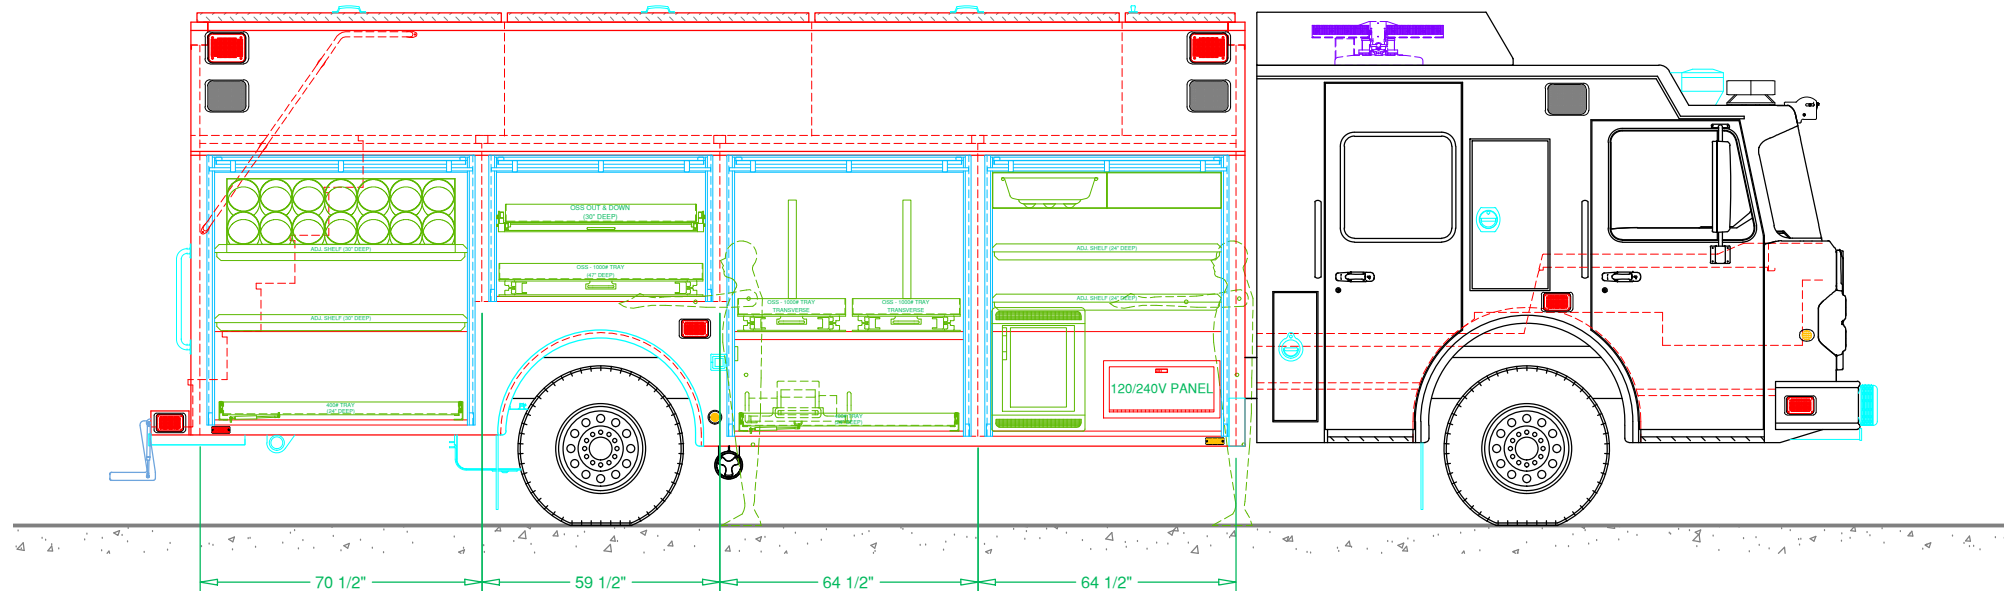 OSS OUT & DOWN
(30" DEEP)
ADJ. SHELF (30" DEEP)
ADJ. SHELF (24" DEEP)
OSS - 1000# TRAY
(47" DEEP)
ADJ. SHELF (24" DEEP)
OSS - 1000# TRAY
TRANSVERSE
OSS - 1000# TRAY
TRANSVERSE
ADJ. SHELF (30" DEEP)
120/240V PANEL
400# TRAY
(24" DEEP)
70 1/2"
59 1/2"
64 1/2"
64 1/2"